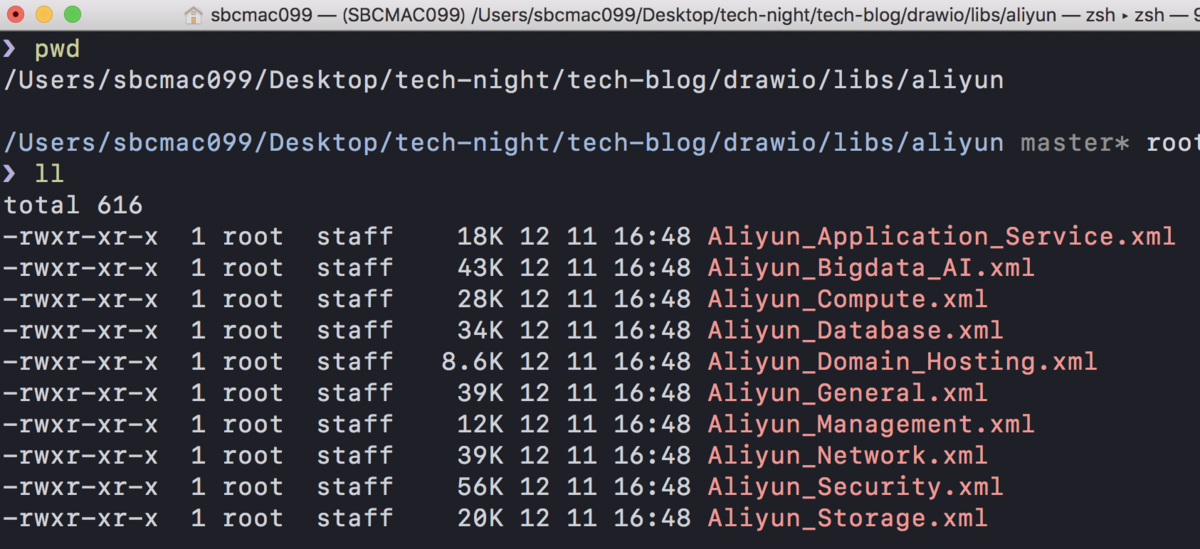 sbcmac099 — (SBCMAC099) /Users/sbcmac099/Desktop/tech-night/tech-blog/drawio/libs/aliyun — zsh ▸ zsh — 9
❯ pwd
/Users/sbcmac099/Desktop/tech-night/tech-blog/drawio/libs/aliyun
/Users/sbcmac099/Desktop/tech-night/tech-blog/drawio/libs/aliyun master* root
❯ ll
total 616
-rwxr-xr-x 1 root staff 18K 12 11 16:48 Aliyun_Application_Service.xml
-rwxr-xr-x 1 root staff 43K 12 11 16:48 Aliyun_Bigdata_AI.xml
-rwxr-xr-x 1 root staff 28K 12 11 16:48 Aliyun_Compute.xml
-rwxr-xr-x 1 root staff 34K 12 11 16:48 Aliyun_Database.xml
-rwxr-xr-x 1 root staff 8.6K 12 11 16:48 Aliyun_Domain_Hosting.xml
-rwxr-xr-x 1 root staff 39K 12 11 16:48 Aliyun_General.xml
-rwxr-xr-x 1 root staff 12K 12 11 16:48 Aliyun_Management.xml
-rwxr-xr-x 1 root staff 39K 12 11 16:48 Aliyun_Network.xml
-rwxr-xr-x 1 root staff 56K 12 11 16:48 Aliyun_Security.xml
-rwxr-xr-x 1 root staff 20K 12 11 16:48 Aliyun_Storage.xml